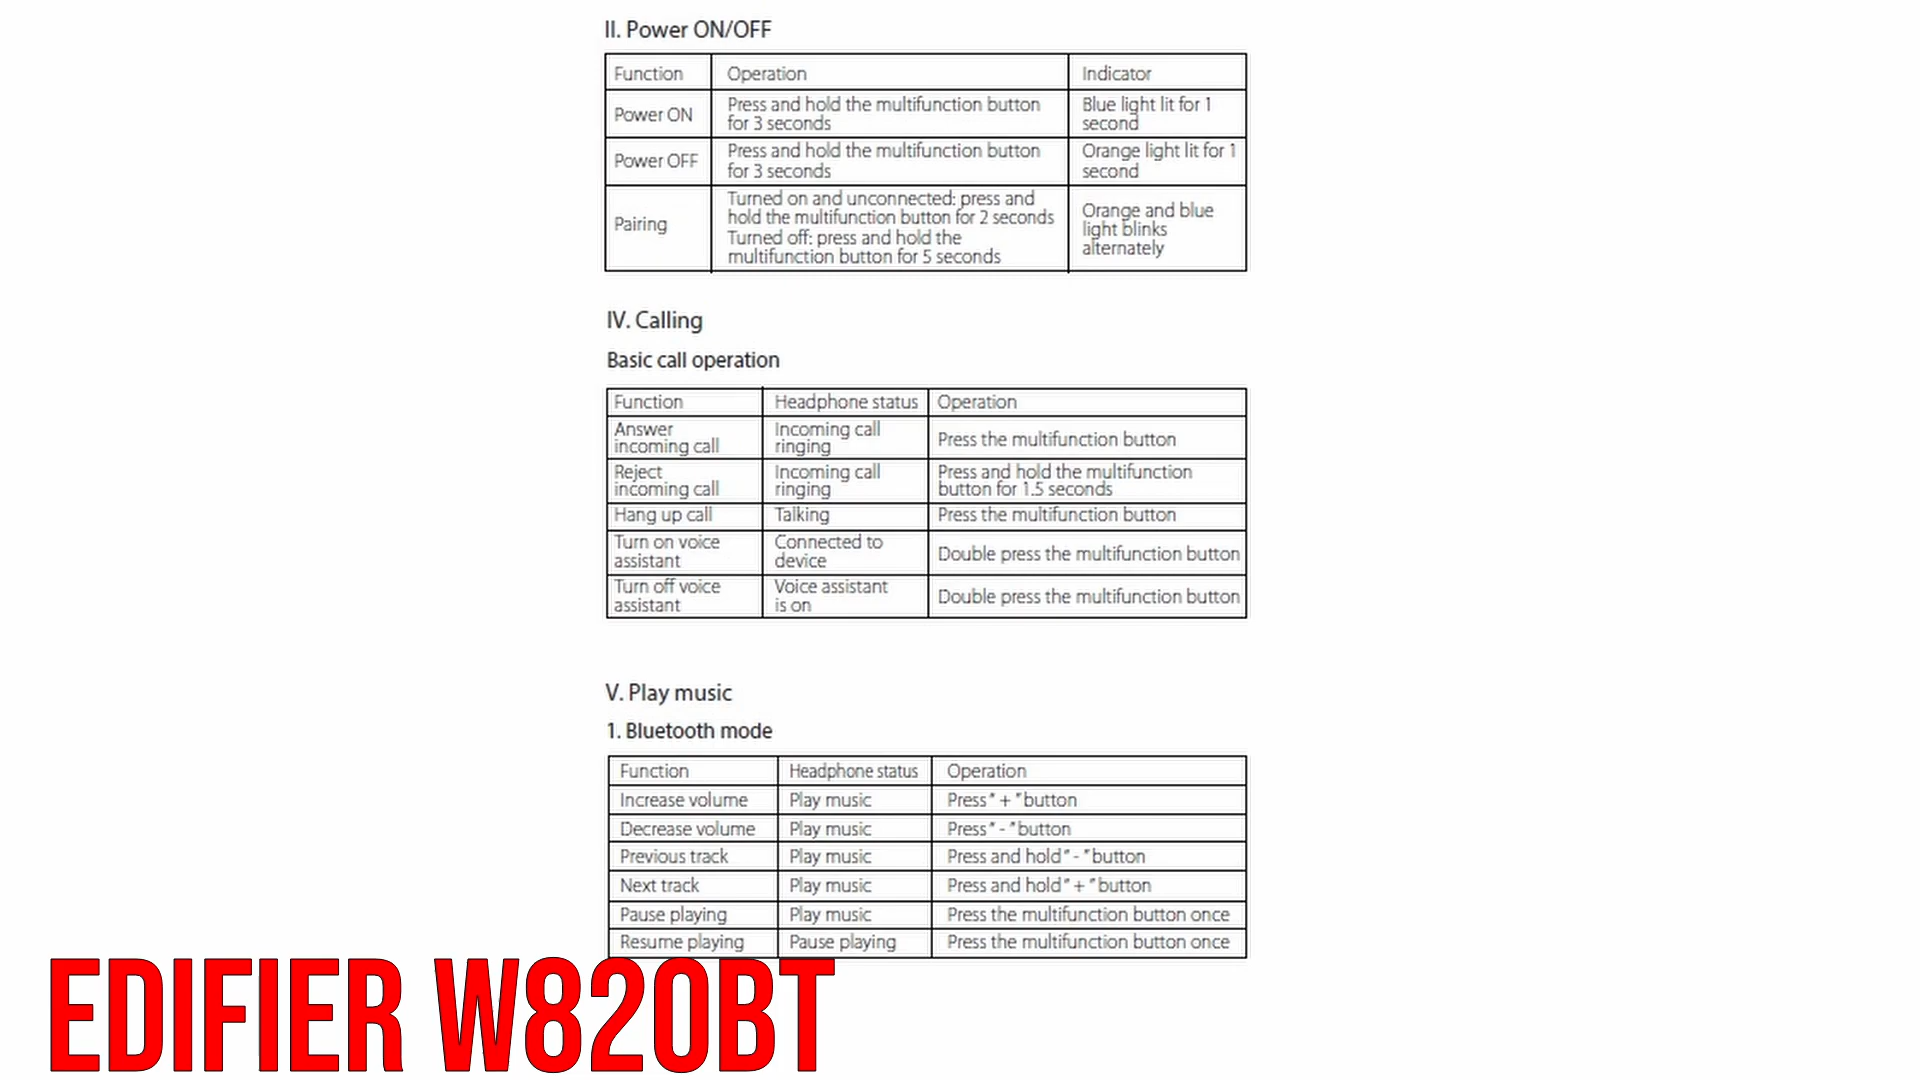 II. Power ON/OFF
Function Operation Indicator
Power ON Press and hold the multifunction button for 3 seconds Blue light lit for 1 second
Power OFF Press and hold the multifunction button for 3 seconds Orange light lit for 1 second
Pairing Turned on and unconnected: press and hold the multifunction button for 2 seconds Turned off: press and hold the multifunction button for 5 seconds Orange and blue light blinks alternately
IV. Calling
Basic call operation
Function Headphone status Operation
Answer incoming call Incoming call ringing Press the multifunction button
Reject incoming call Incoming call ringing Press and hold the multifunction button for 1.5 seconds
Hang up call Talking Press the multifunction button
Turn on voice assistant Connected to device Double press the multifunction button
Turn off voice assistant Voice assistant is on Double press the multifunction button
V. Play music
1. Bluetooth mode
Function Headphone status Operation
Increase volume Play music Press " + " button
Decrease volume Play music Press " - " button
Previous track Play music Press and hold " - " button
Next track Play music Press and hold " + " button
Pause playing Play music Press the multifunction button once
Resume playing Pause playing Press the multifunction button once
EDIFIER W820BT